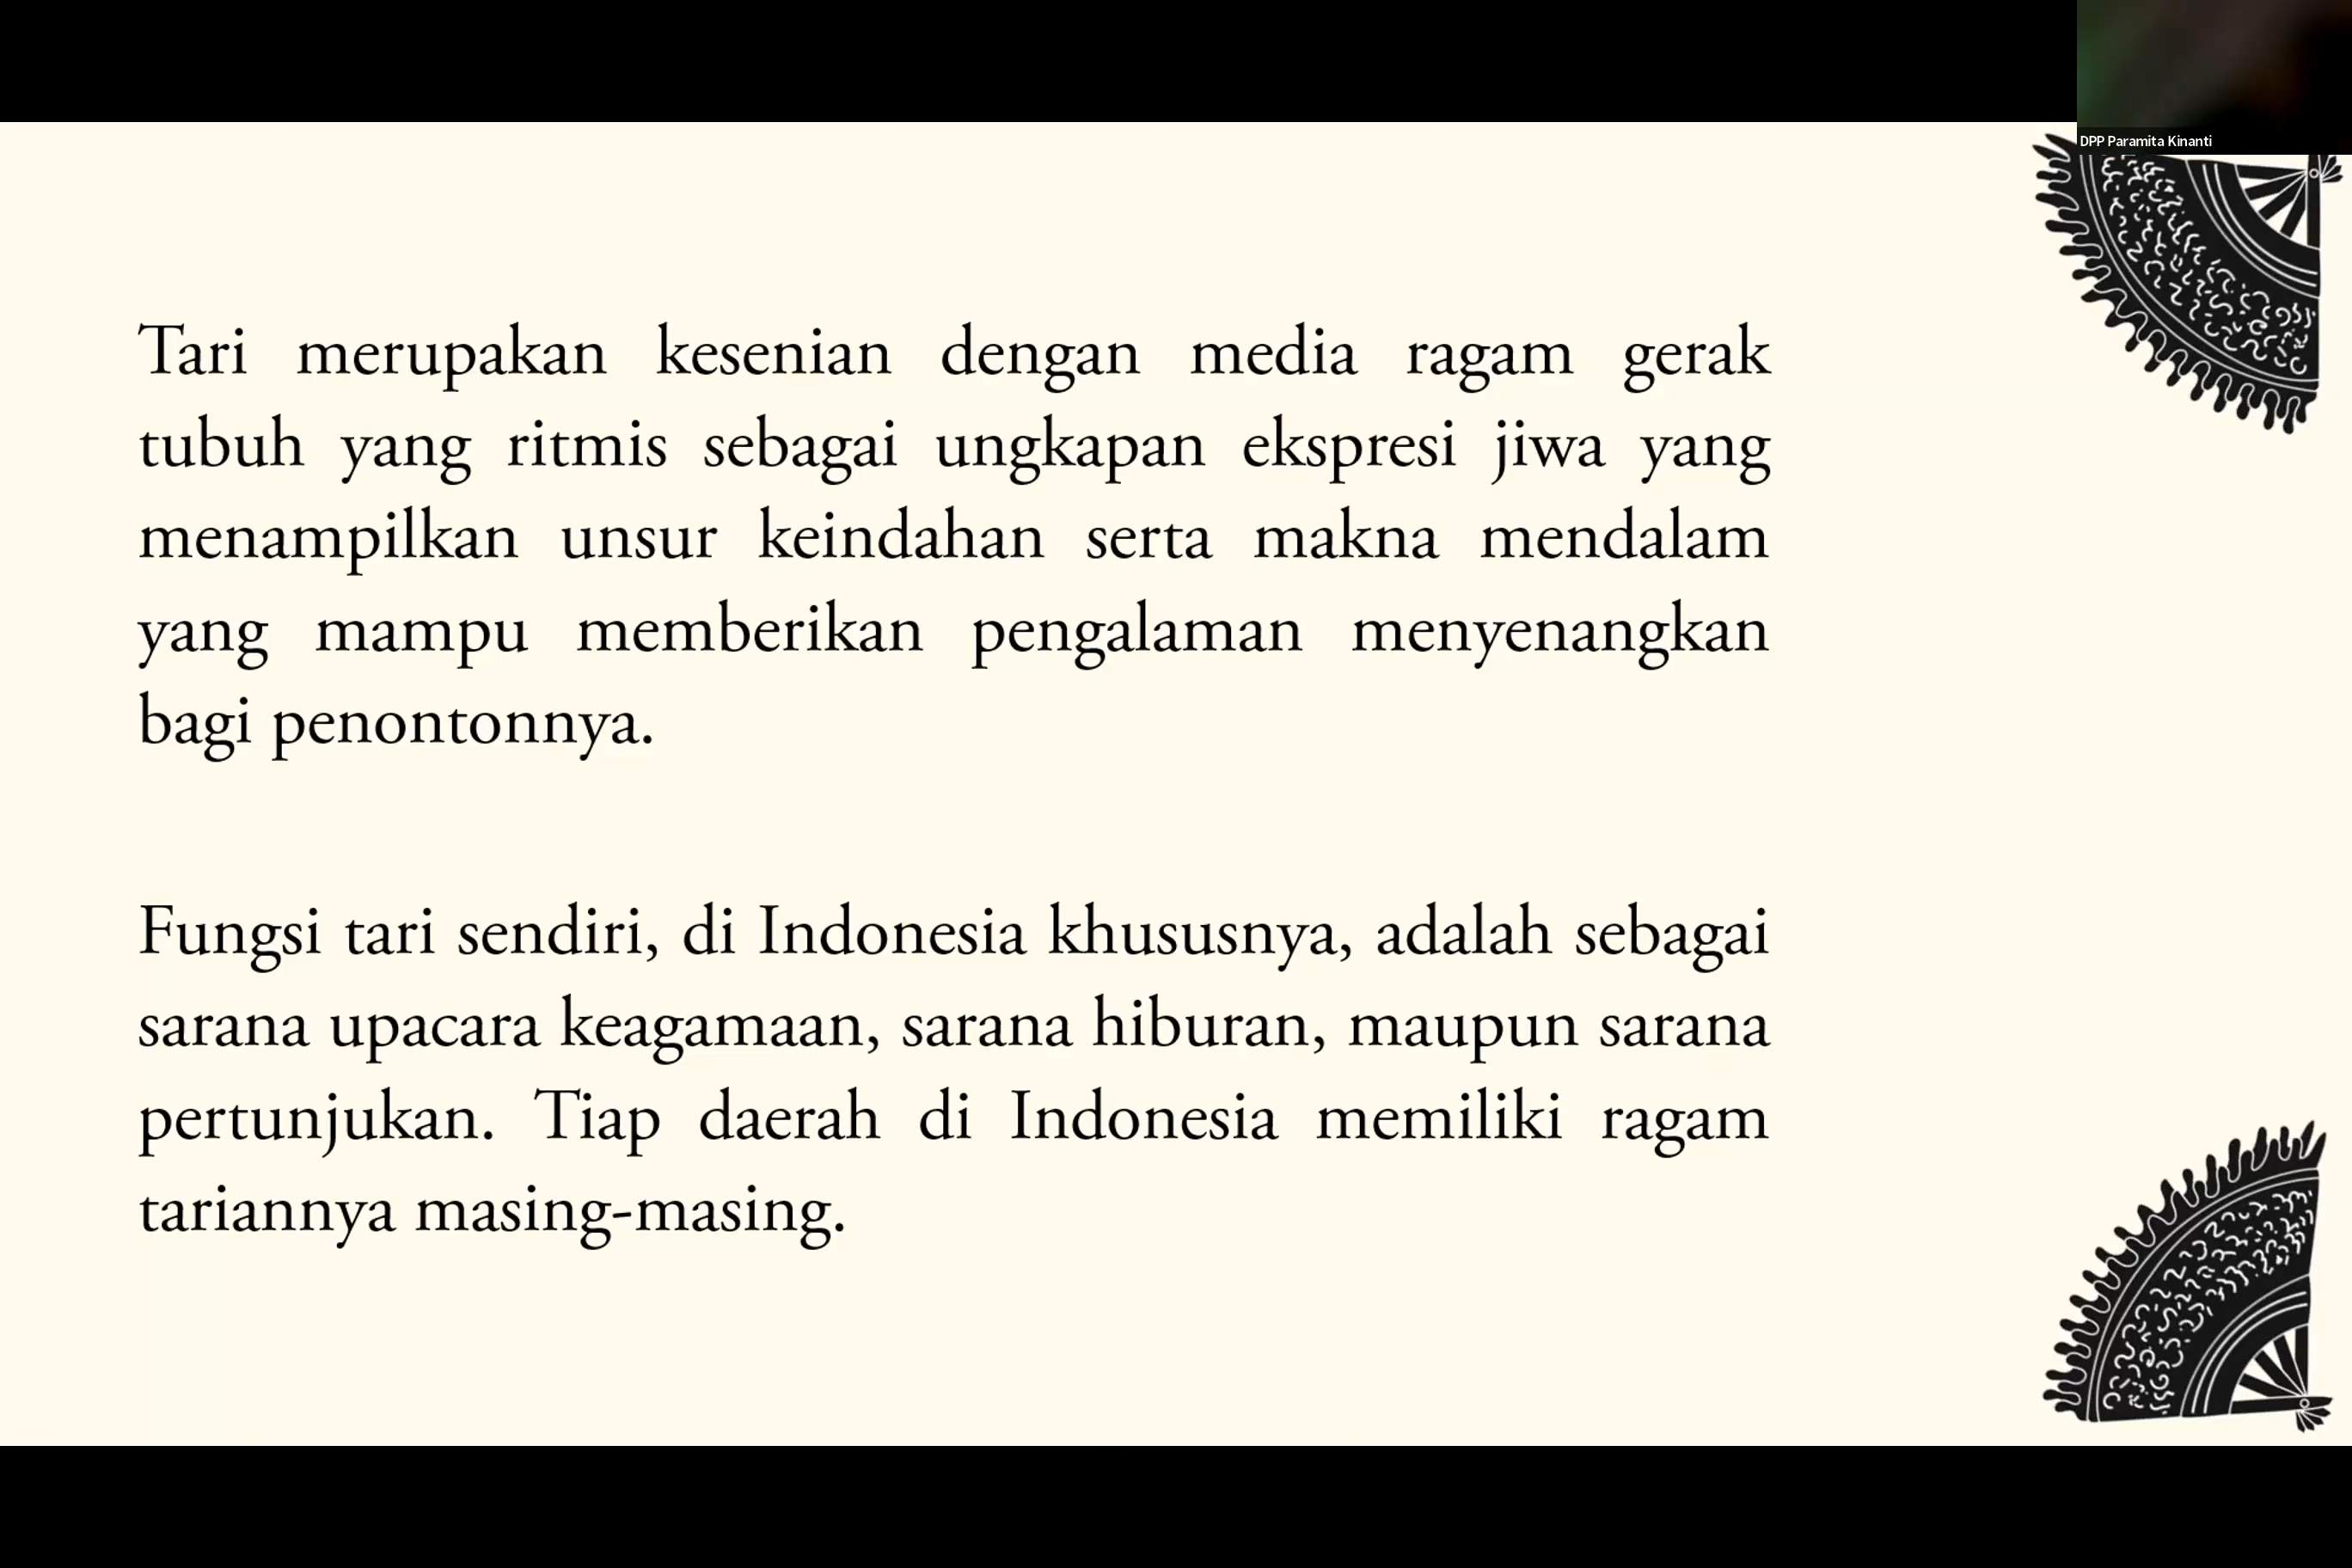 DPP Paramita Kinanti
Tari merupakan kesenian dengan media ragam gerak
tubuh yang ritmis sebagai ungkapan ekspresi jiwa yang
menampilkan unsur keindahan serta makna mendalam
yang mampu memberikan pengalaman menyenangkan
bagi penontonnya.
Fungsi tari sendiri, di Indonesia khususnya, adalah sebagai
sarana upacara keagamaan, sarana hiburan, maupun sarana
pertunjukan. Tiap daerah di Indonesia memiliki ragam
tariannya masing-masing.